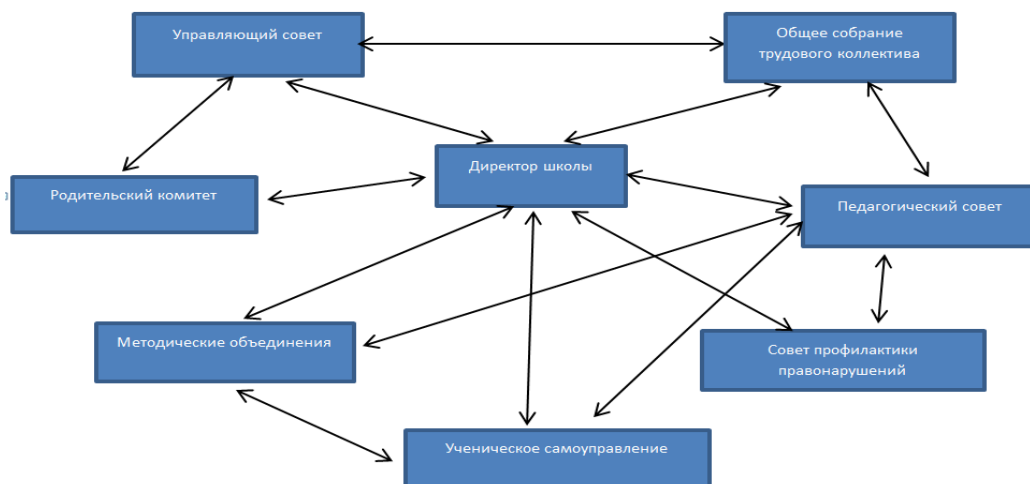 Управляющий совет
Общее собрание
трудового коллектива
Директор школы
Родительский комитет
Педагогический совет
Методические объединения
Совет профилактики
правонарушений
Ученическое самоуправление